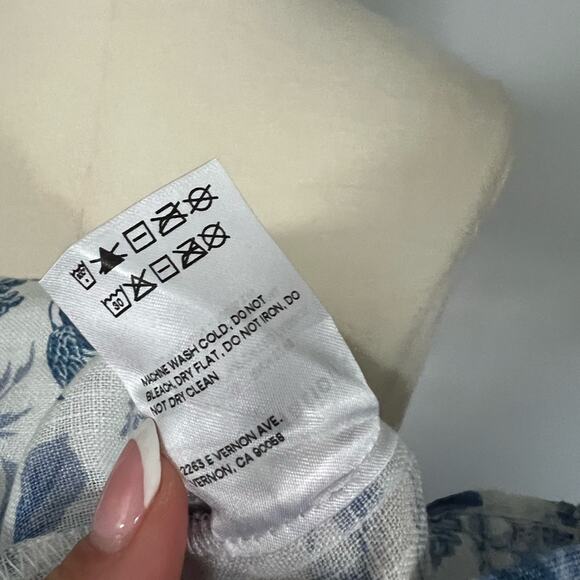 30
MACHINE WASH COLD, DO NOT
BLEACH, DRY FLAT, DO NOT IRON, DO
NOT DRY CLEAN
2263 E VERNON AVE.
VERNON, CA 90058